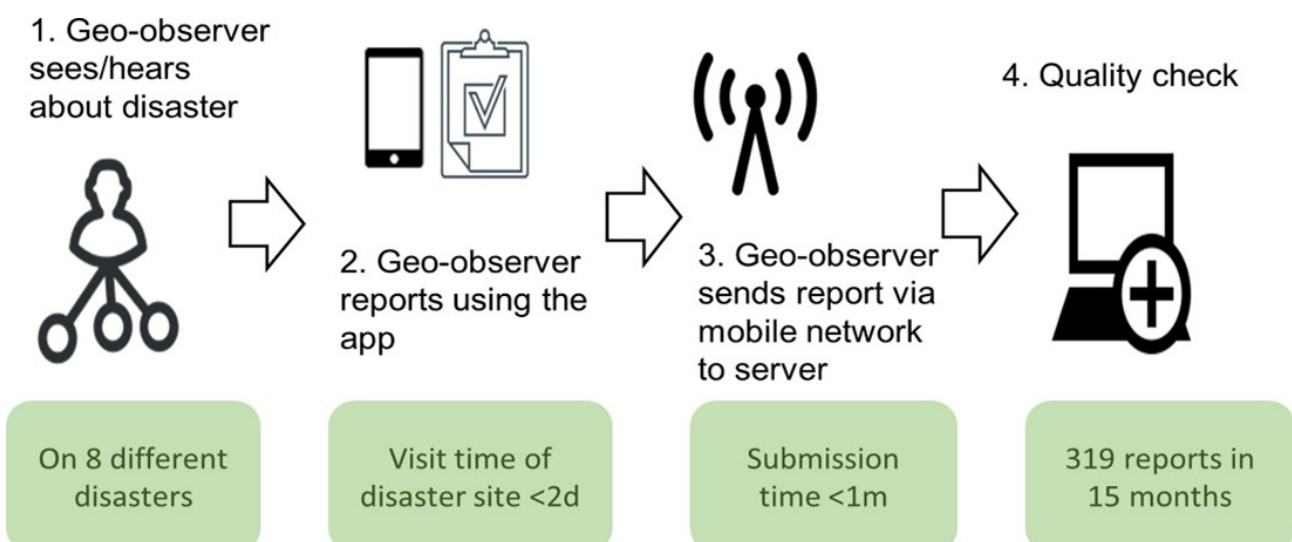 1. Geo-observer
sees/hears
about disaster
2. Geo-observer
reports using the
app
3. Geo-observer
sends report via
mobile network
to server
4. Quality check
On 8 different
disasters
Visit time of
disaster site <2d
Submission
time <1m
319 reports in
15 months